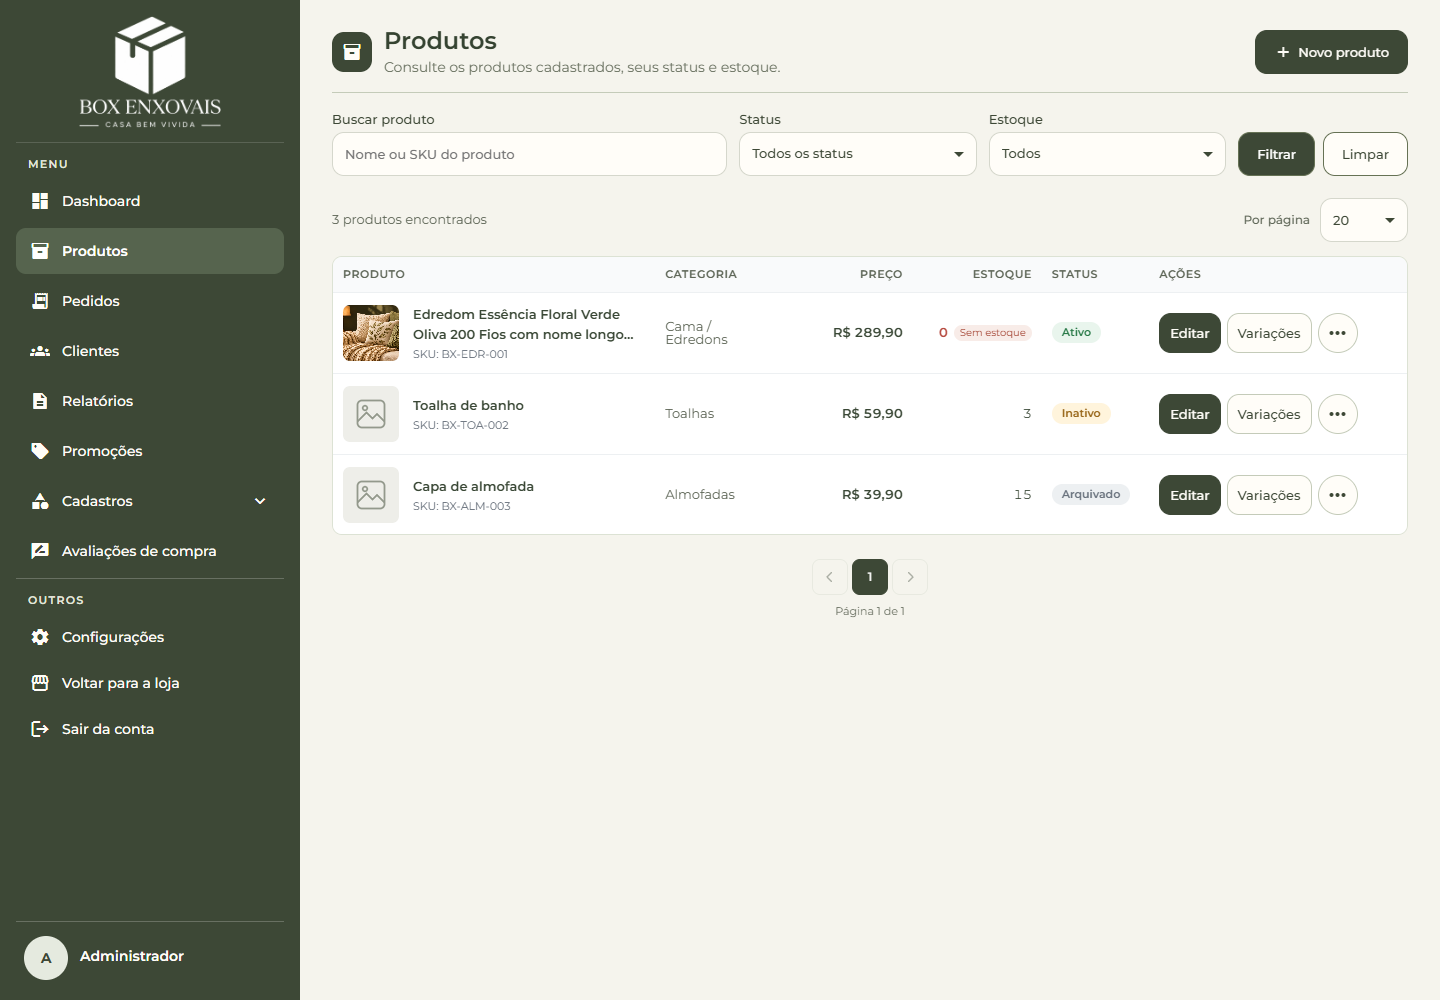 BOX ENXOVAIS
CASA BEM VIVIDA
MENU
Dashboard
Produtos
Pedidos
Clientes
Relatórios
Promoções
Cadastros
Avaliações de compra
OUTROS
Configurações
Voltar para a loja
Sair da conta
A
Administrador
Produtos
Consulte os produtos cadastrados, seus status e estoque.
+ Novo produto
Buscar produto
Status
Estoque
Nome ou SKU do produto
Todos os status
Todos
Filtrar
Limpar
3 produtos encontrados
Por página
20
PRODUTO CATEGORIA PREÇO ESTOQUE STATUS AÇÕES
Edredom Essência Floral Verde
Oliva 200 Fios com nome longo...
SKU: BX-EDR-001
Cama /
Edredons
R$ 289,90
0 Sem estoque
Ativo
Editar
Variações
Toalha de banho
SKU: BX-TOA-002
Toalhas
R$ 59,90
3
Inativo
Editar
Variações
Capa de almofada
SKU: BX-ALM-003
Almofadas
R$ 39,90
15
Arquivado
Editar
Variações
1
Página 1 de 1